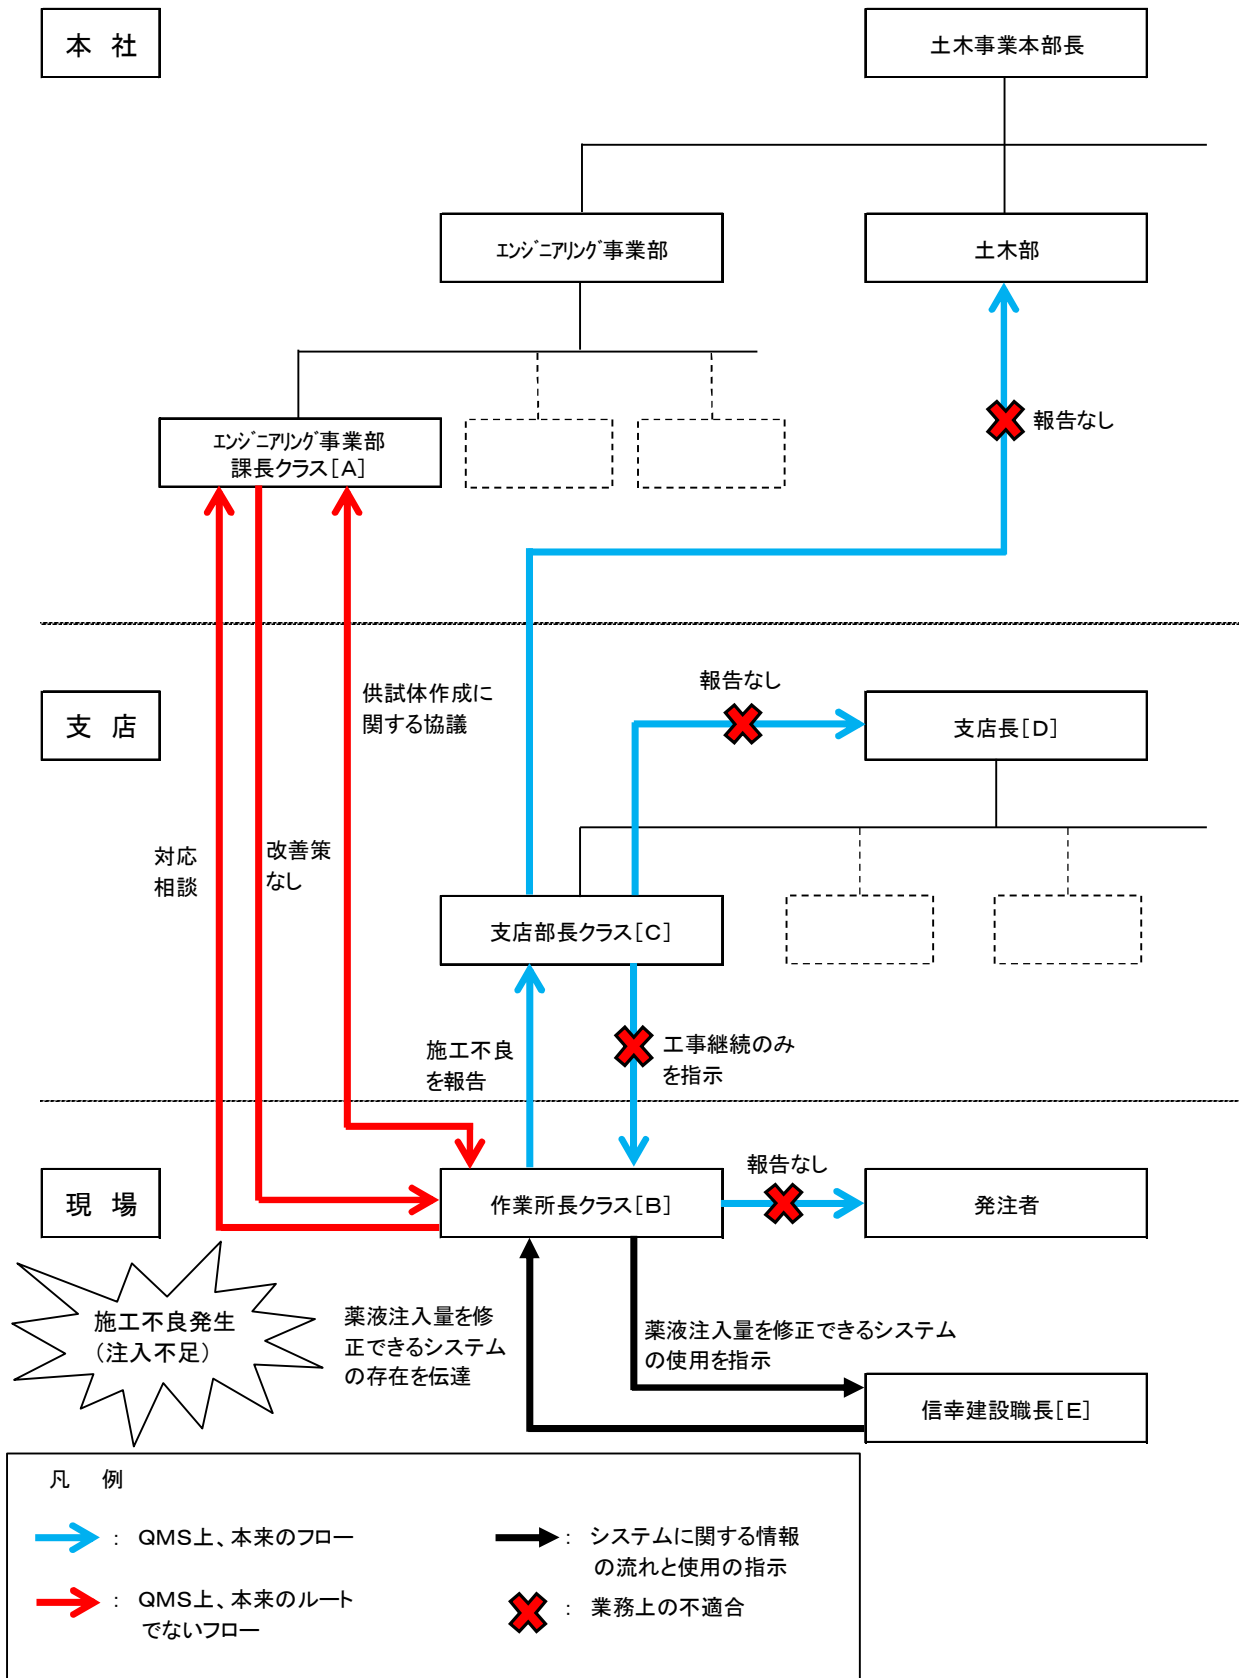 本 社
土木事業本部長
エンジニアリング事業部
土木部
エンジニアリング事業部
課長クラス[A]
報告なし
支 店
供試体作成に
関する協議
報告なし
支店長[D]
対応
相談
改善策
なし
支店部長クラス[C]
施工不良
を報告
工事継続のみ
を指示
現 場
作業所長クラス[B]
報告なし
発注者
施工不良発生
(注入不足)
薬液注入量を修
正できるシステム
の存在を伝達
薬液注入量を修正できるシステム
の使用を指示
信幸建設職長[E]
凡 例
: QMS上、本来のフロー
: システムに関する情報
の流れと使用の指示
: QMS上、本来のルート
でないフロー
: 業務上の不適合